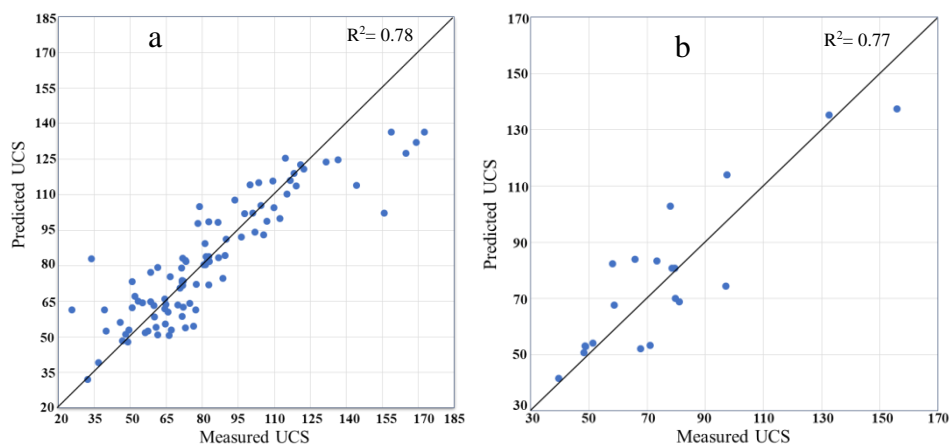 a
R²= 0.78
Predicted UCS
185
170
155
140
125
110
95
80
65
50
35
20
20 35 50 65 80 95 110 125 140 155 170 185
Measured UCS
b
R²= 0.77
Predicted UCS
170
150
130
110
90
70
50
30
30 50 70 90 110 130 150 170
Measured UCS